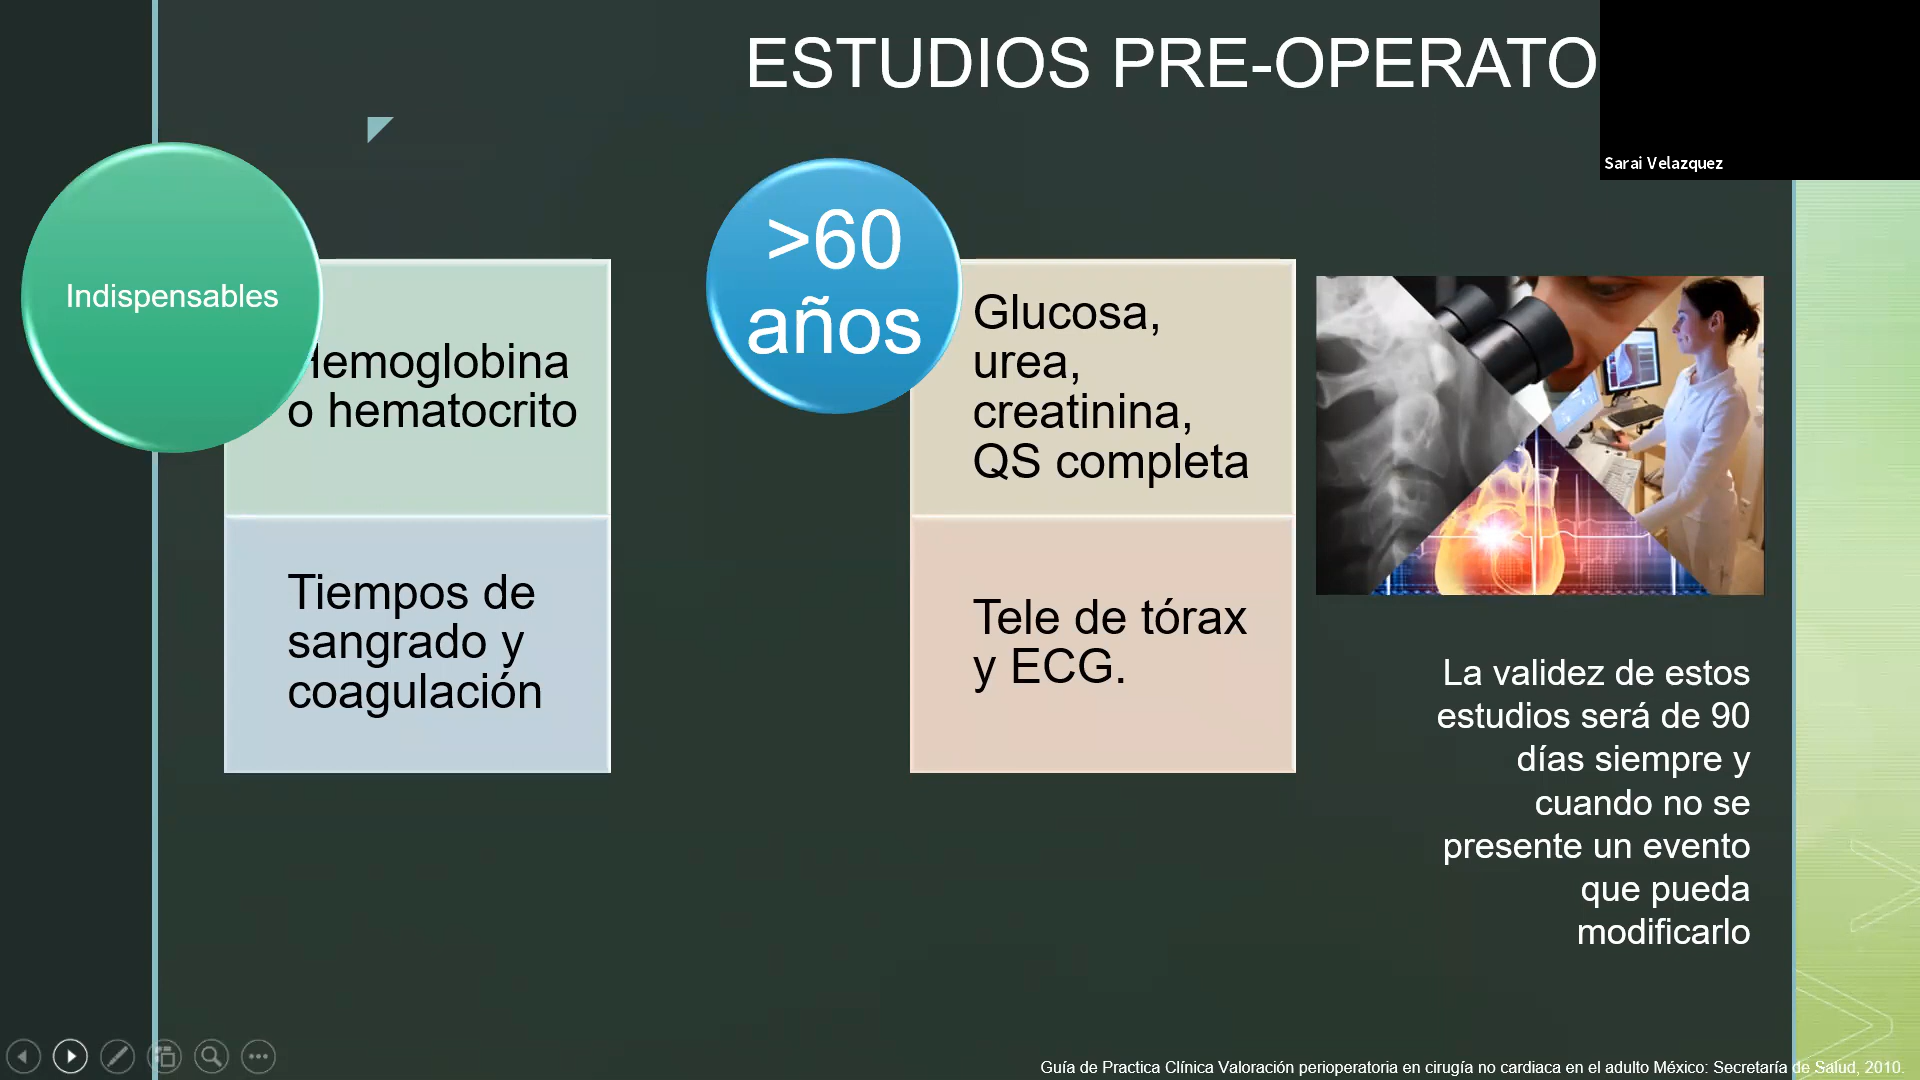 ESTUDIOS PRE-OPERATO
Sarai Velazquez
Indispensables
Hemoglobina
o hematocrito
Tiempos de
sangrado y
coagulación
>60
años
Glucosa,
urea,
creatinina,
QS completa
Tele de tórax
y ECG.
La validez de estos
estudios será de 90
días siempre y
cuando no se
presente un evento
que pueda
modificarlo
Guía de Practica Clínica Valoración perioperatoria en cirugía no cardiaca en el adulto México: Secretaría de Salud, 2010.